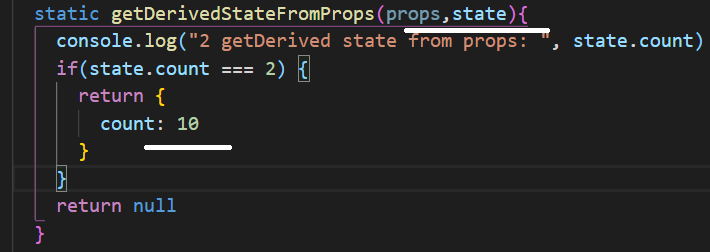 static getDerivedStateFromProps(props,state){
console.log("2 getDerived state from props: ", state.count)
if(state.count === 2) {
return {
count: 10
}
}
return null
}